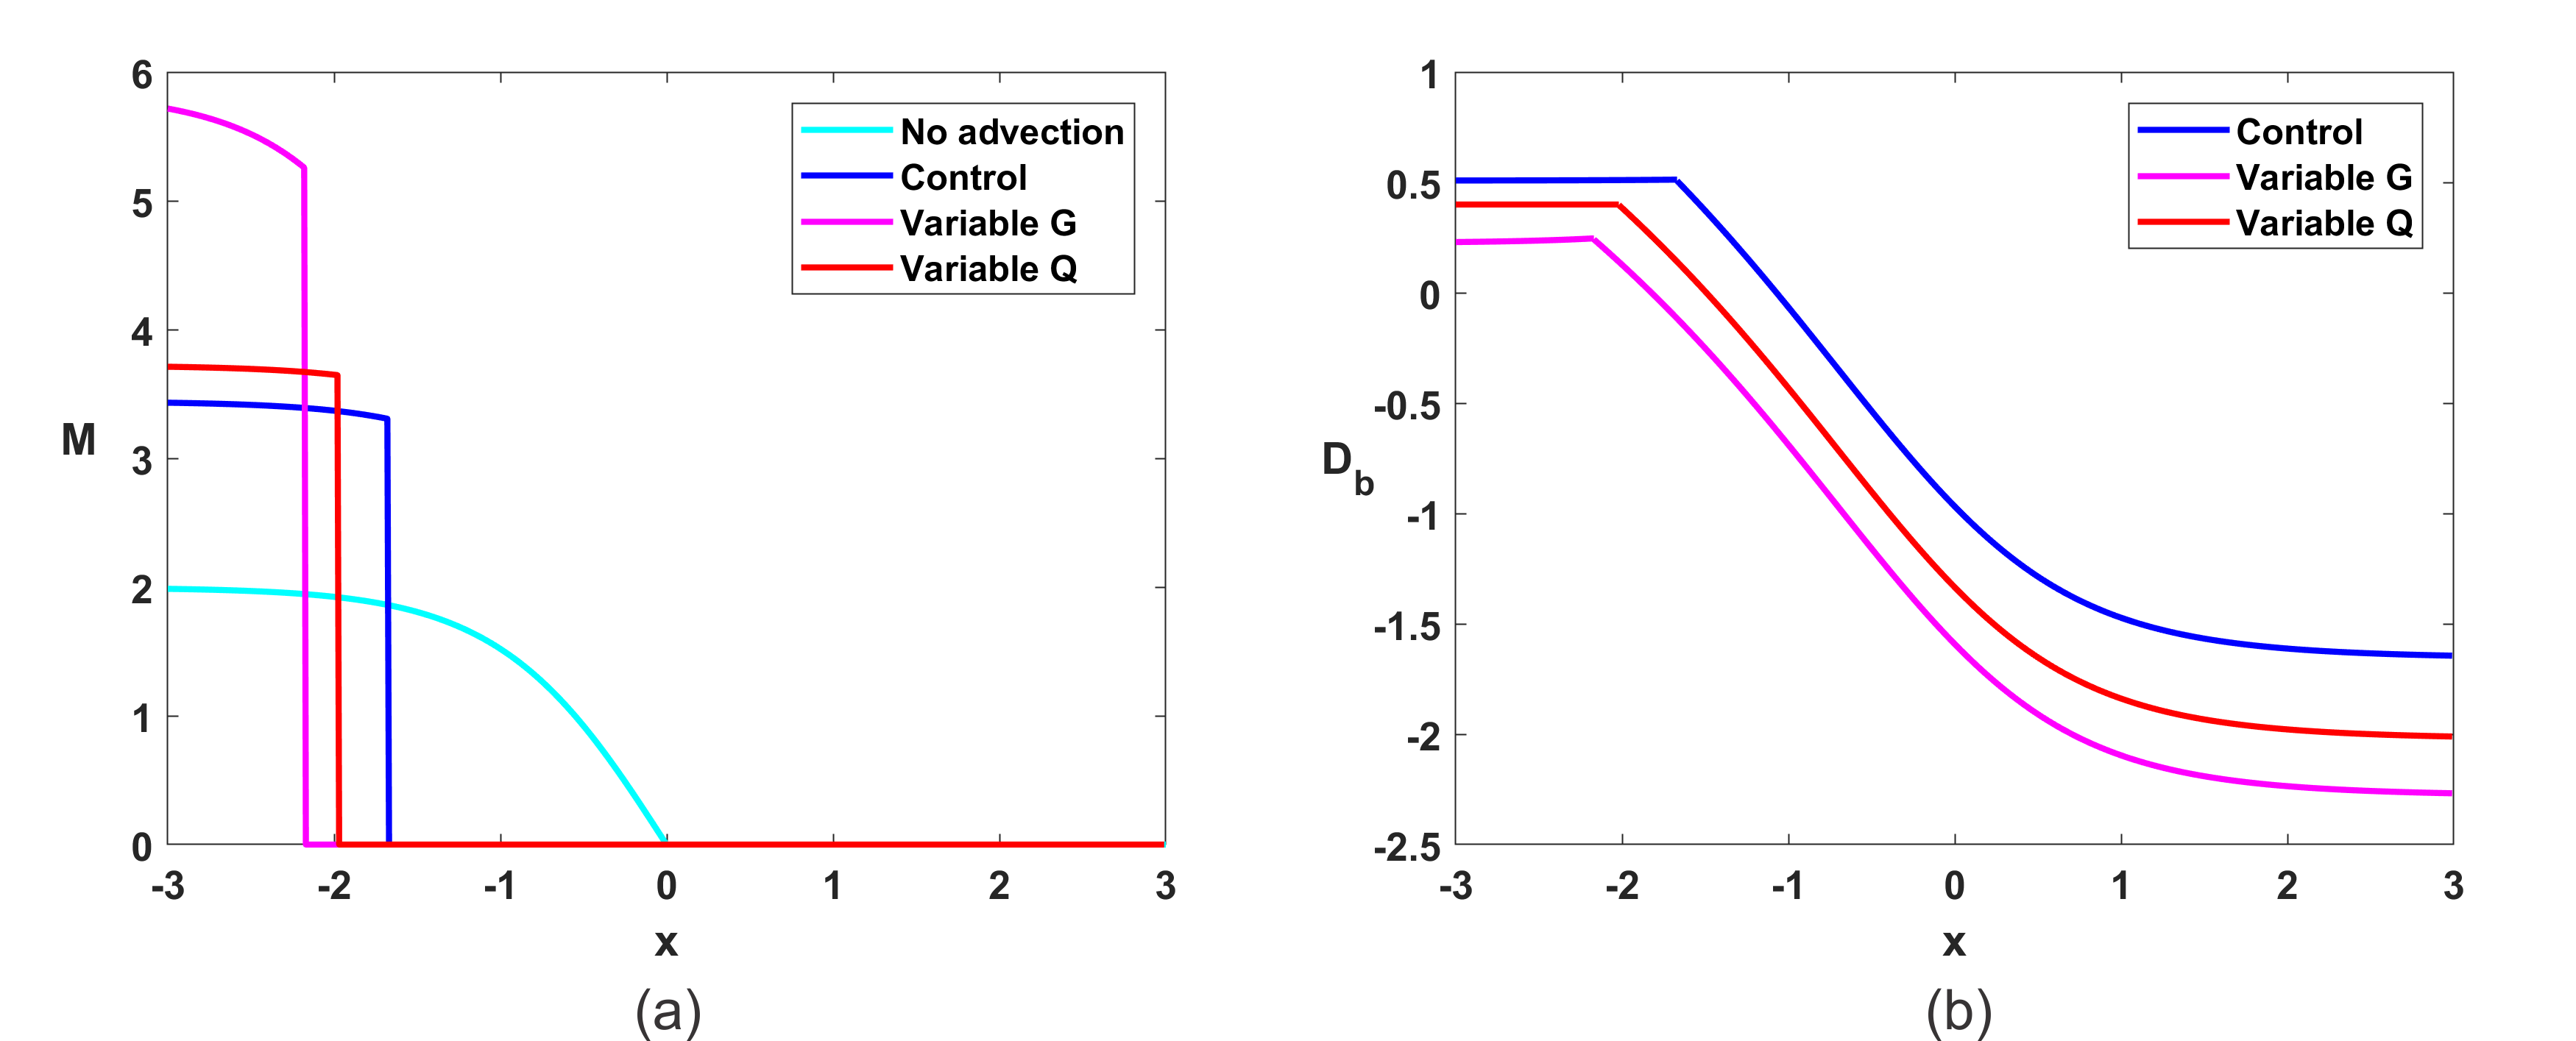 6
5
4
3
2
1
0
M
-3 -2 -1 0 1 2 3
x
No advection
Control
Variable G
Variable Q
(a)
1
0.5
0
-0.5
-1
-1.5
-2
-2.5
D_b
-3 -2 -1 0 1 2 3
x
Control
Variable G
Variable Q
(b)